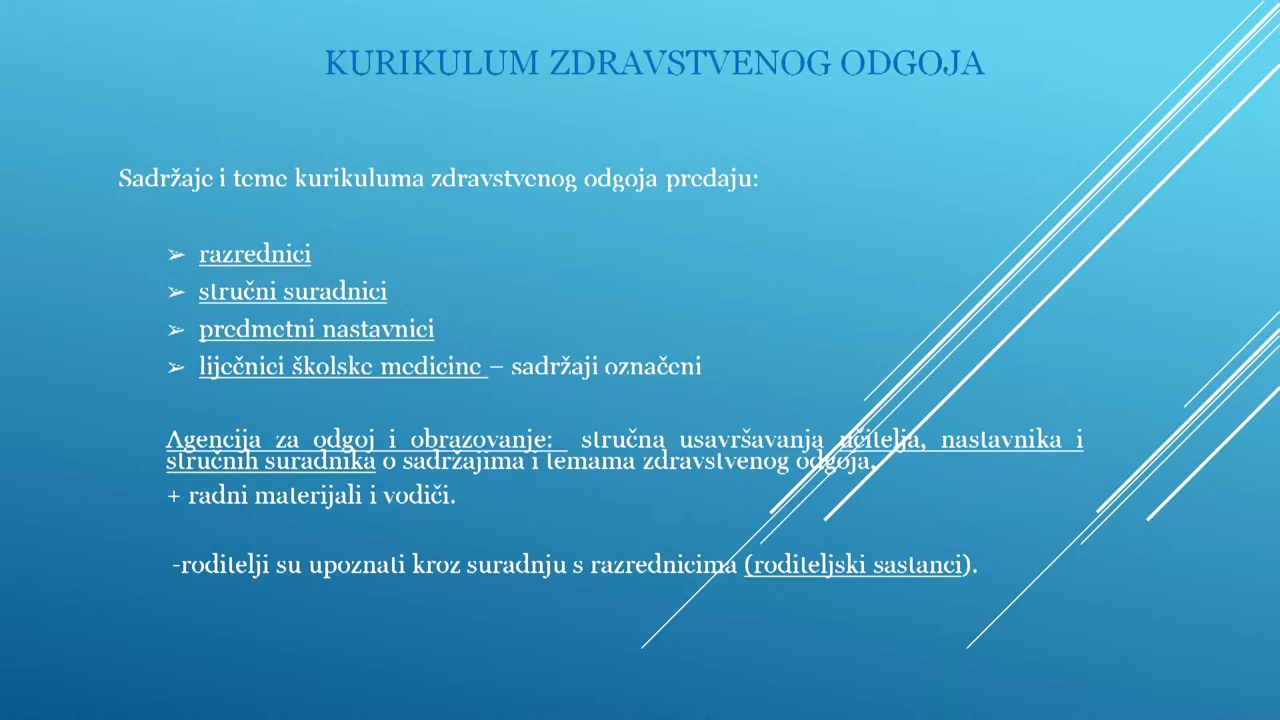 KURIKULUM ZDRAVSTVENOG ODGOJA
Sadržaje i teme kurikuluma zdravstvenog odgoja predaju:
➢ razrednici
➢ stručni suradnici
➢ predmetni nastavnici
➢ liječnici školske medicine – sadržaji označeni
Agencija za odgoj i obrazovanje: stručna usavršavanja učitelja, nastavnika i
stručnih suradnika o sadržajima i temama zdravstvenog odgoja.
+ radni materijali i vodiči.
-roditelji su upoznati kroz suradnju s razrednicima (roditeljski sastanci).